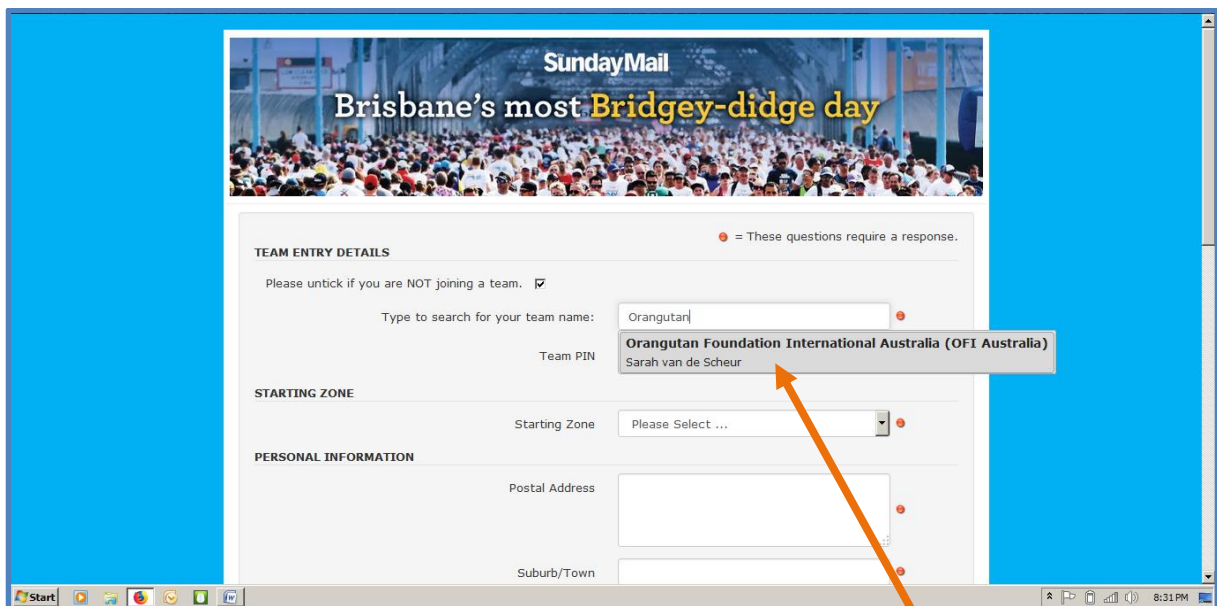 SundayMail
Brisbane's most Bridgey-didge day
= These questions require a response.
TEAM ENTRY DETAILS
Please untick if you are NOT joining a team.
Type to search for your team name: Orangutan
Orangutan Foundation International Australia (OFI Australia)
Team PIN
Sarah van de Scheur
STARTING ZONE
Starting Zone Please Select ...
PERSONAL INFORMATION
Postal Address
Suburb/Town
Start 8:31 PM